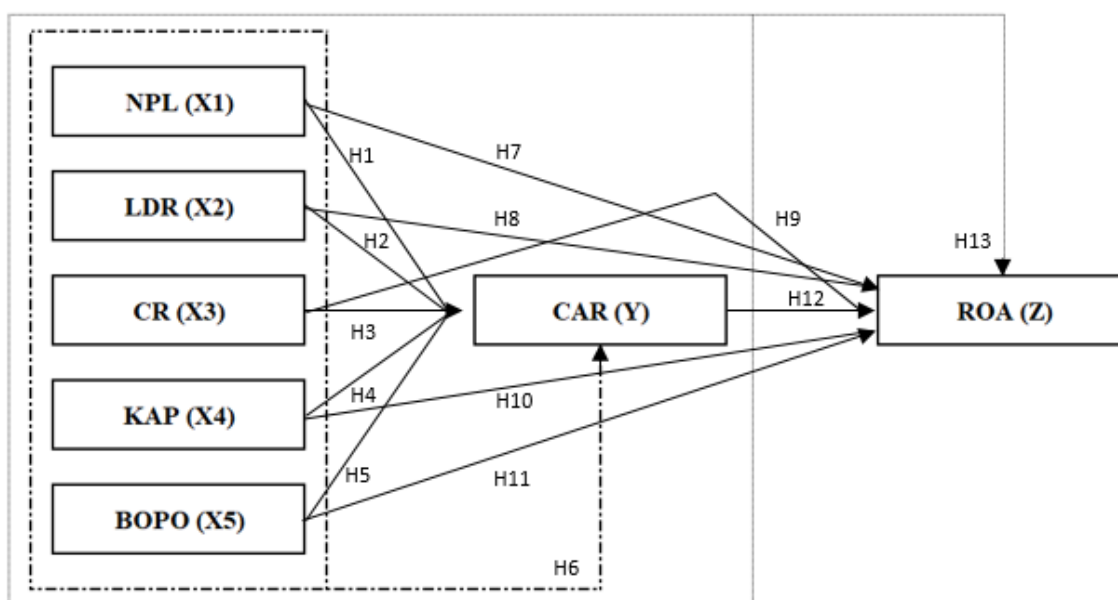 NPL (X1)
H1
H7
LDR (X2)
H2
H8
H9
H13
CR (X3)
H3
CAR (Y)
H12
ROA (Z)
KAP (X4)
H4
H10
BOPO (X5)
H5
H11
H6